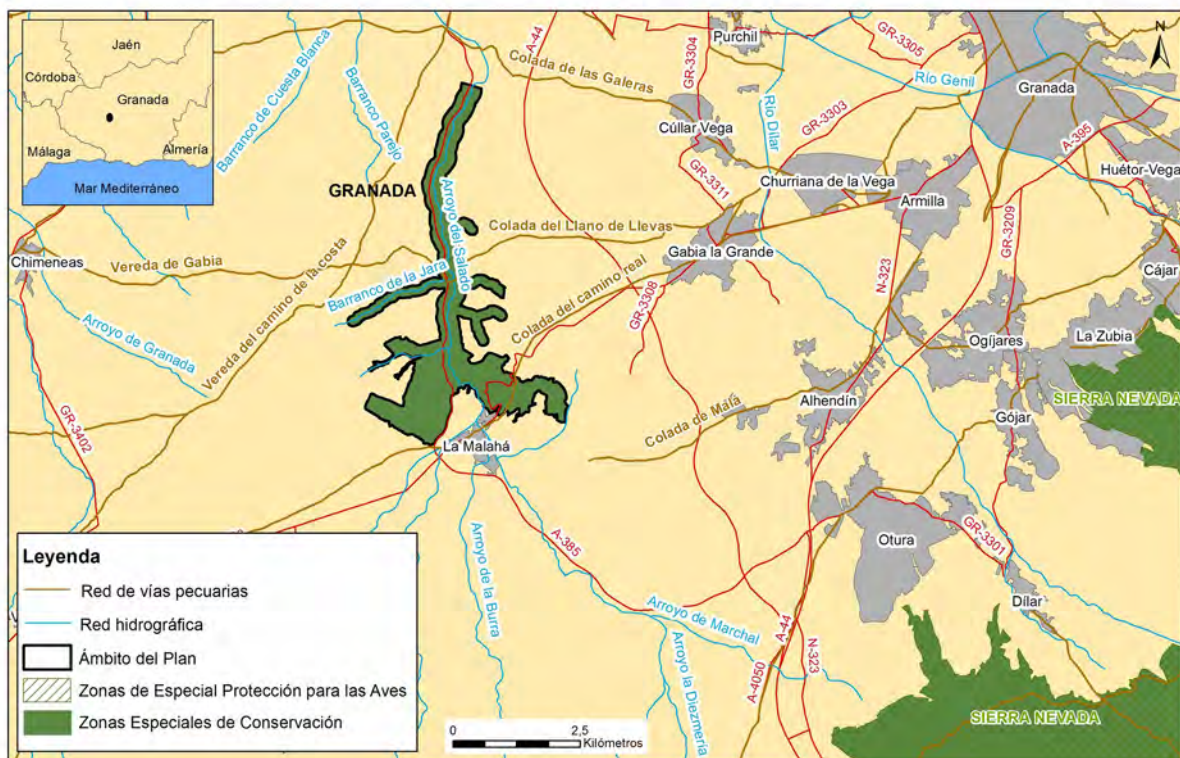 Jaén
Córdoba
Granada
Málaga
Almería
Mar Mediterráneo
N
Purchil
GR-3305
GR-3304
A-44
Barranco de Cuesta Blanca
Barranco Parejo
Colada de las Galeras
Río Genil
Granada
Río Dílar
GR-3303
A-395
Cúllar Vega
Huétor-Vega
GR-3311
Churriana de la Vega
Armilla
GRANADA
Arroyo del Salado
GR-3209
Colada del Llano de Llevas
Gabia la Grande
Chimeneas
Vereda de Gabia
Barranco de la Jara
Cájar
N-323
Vereda del camino de la costa
Colada del camino real
GR-3308
Arroyo de Granada
Ogíjares
La Zubia
SIERRA NEVADA
Alhendín
Gójar
Colada de Malá
GR-3402
La Malahá
Otura
GR-3301
A-385
Arroyo de la Burra
Dílar
Arroyo de Marchal
Arroyo la Diezmería
A-44
A-4050
N-323
SIERRA NEVADA
Leyenda
Red de vías pecuarias
Red hidrográfica
Ámbito del Plan
Zonas de Especial Protección para las Aves
Zonas Especiales de Conservación
0 2,5
Kilómetros